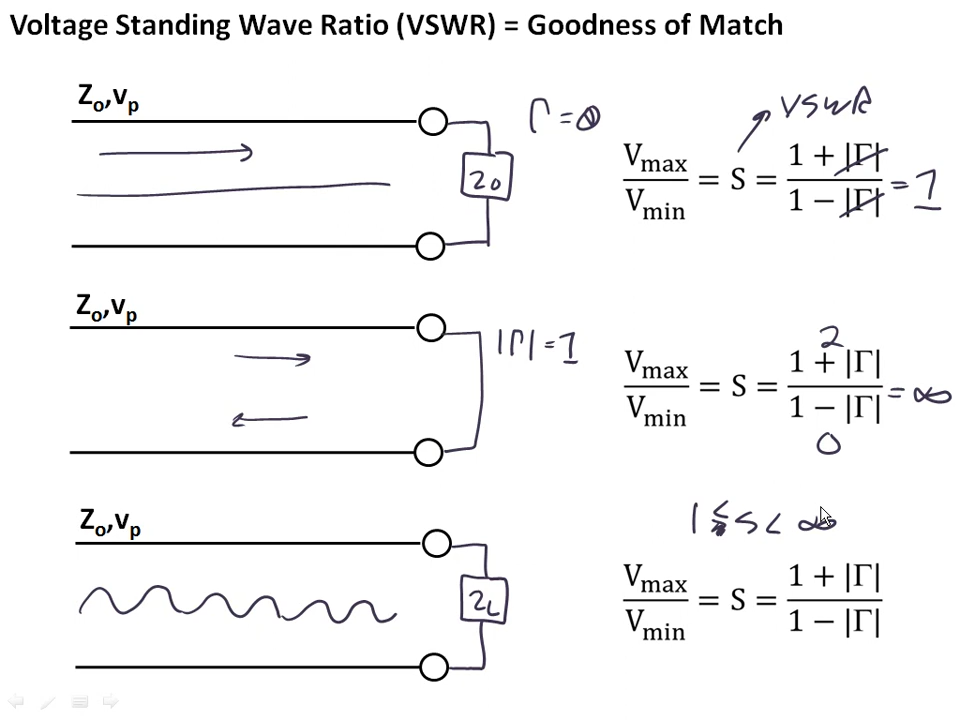 Voltage Standing Wave Ratio (VSWR) = Goodness of Match
Zo,vp
Z0
Γ = 0
VSWR
Vmax / Vmin = S = 1 + |Γ| / 1 − |Γ| = 1
Zo,vp
|Γ| = 1
2
Vmax / Vmin = S = 1 + |Γ| / 1 − |Γ| = ∞
0
Zo,vp
ZL
1 ≤ S < ∞
Vmax / Vmin = S = 1 + |Γ| / 1 − |Γ|